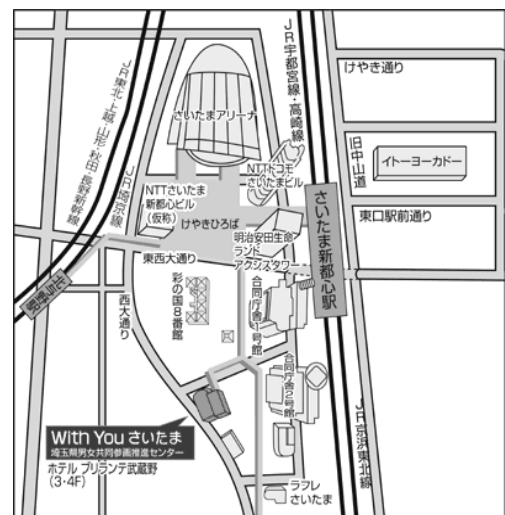 JR宇都宮線・高崎線
けやき通り
さいたまアリーナ
JR東北・上越・山形・秋田・長野新幹線
JR埼京線
旧中山道
イトーヨーカドー
NTTドコモ
さいたまビル
NTTさいたま
新都心ビル
(仮称)
さいたま新都心駅
けやきひろば
東口駅前通り
明治安田生命
ランド
アクシスタワー
東西大通り
北与野駅
西大通り
彩の国8番館
合同庁舎1号館
合同庁舎2号館
With You さいたま
埼玉県男女共同参画推進センター
ホテル ブリランテ武蔵野
(3・4F)
JR京浜東北線
ラフレ
さいたま